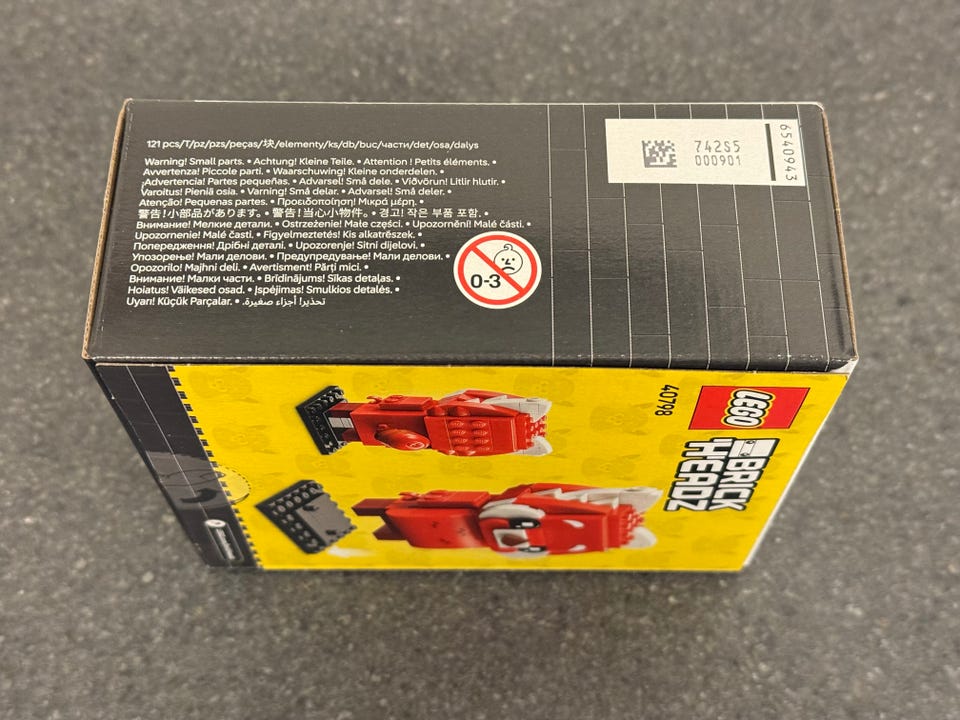 121 pcs/T/pz/pzs/peças/块/elementy/ks/db/buc/части/det/osa/dalys
Warning! Small parts. • Achtung! Kleine Teile. • Attention ! Petits éléments. •
Avvertenza! Piccole parti. • Waarschuwing! Kleine onderdelen. •
¡Advertencia! Partes pequeñas. • Advarsel! Små dele. • Viðvörun! Litlir hlutir. •
Varoitus! Pieniä osia. • Varning! Små delar. • Advarsel! Små deler. •
Atenção! Pequenas partes. • Προειδοποίηση! Μικρά μέρη. •
警告!小部品があります。• 警告!当心小物件。• 경고! 작은 부품 포함. •
Внимание! Мелкие детали. • Ostrzeżenie! Małe części. • Upozornění! Malé části. •
Upozornenie! Malé časti. • Figyelmeztetés! Kis alkatrészek. •
Попередження! Дрібні деталі. • Upozorenje! Sitni dijelovi. •
Упозорење! Мали делови. • Предупредување! Мали делови. •
Opozorilo! Majhni deli. • Avertisment! Părți mici. •
Внимание! Малки части. • Brīdinājums! Sīkas detaļas. •
Hoiatus! Väikesed osad. • Įspėjimas! Smulkios detalės. •
Uyarı! Küçük Parçalar. • تحذير! أجزاء صغيرة.
0-3
742S5
000901
6540943
40798
LEGO
BRICK
HEADZ